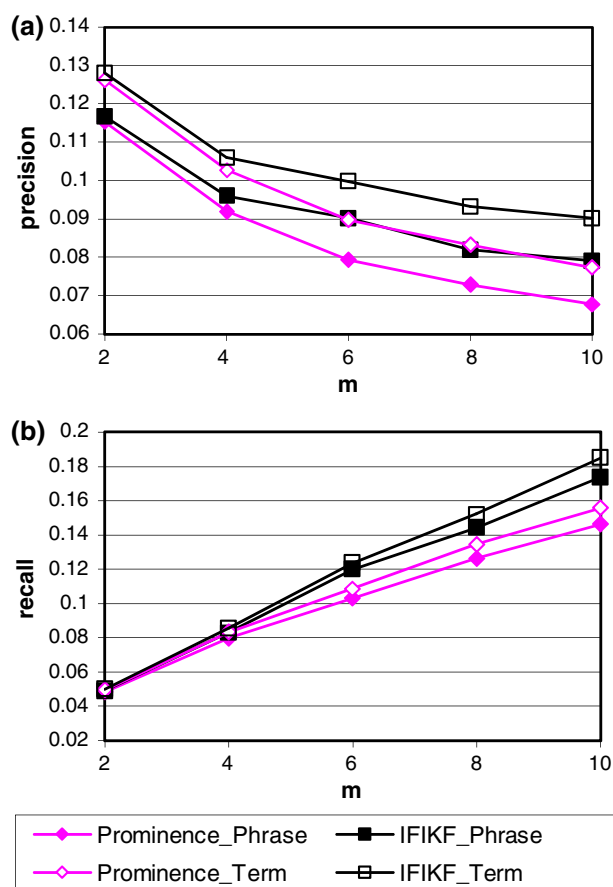 (a)
0.14
0.13
0.12
0.11
0.1
0.09
0.08
0.07
0.06
precision
2 4 6 8 10
m
(b)
0.2
0.18
0.16
0.14
0.12
0.1
0.08
0.06
0.04
0.02
recall
2 4 6 8 10
m
Prominence_Phrase IFIKF_Phrase
Prominence_Term IFIKF_Term